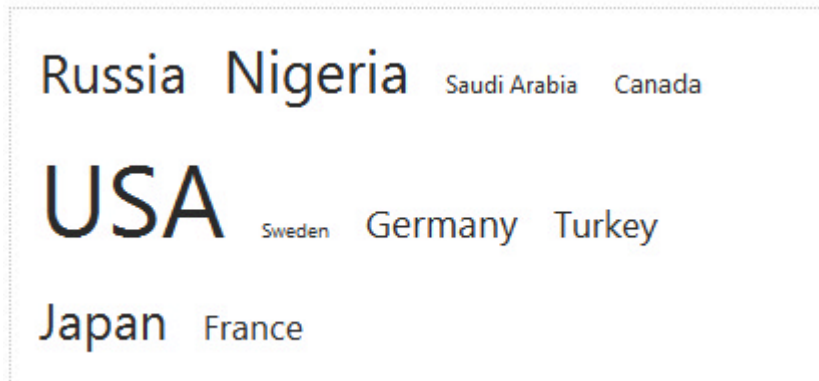 Russia Nigeria Saudi Arabia Canada
USA Sweden Germany Turkey
Japan France